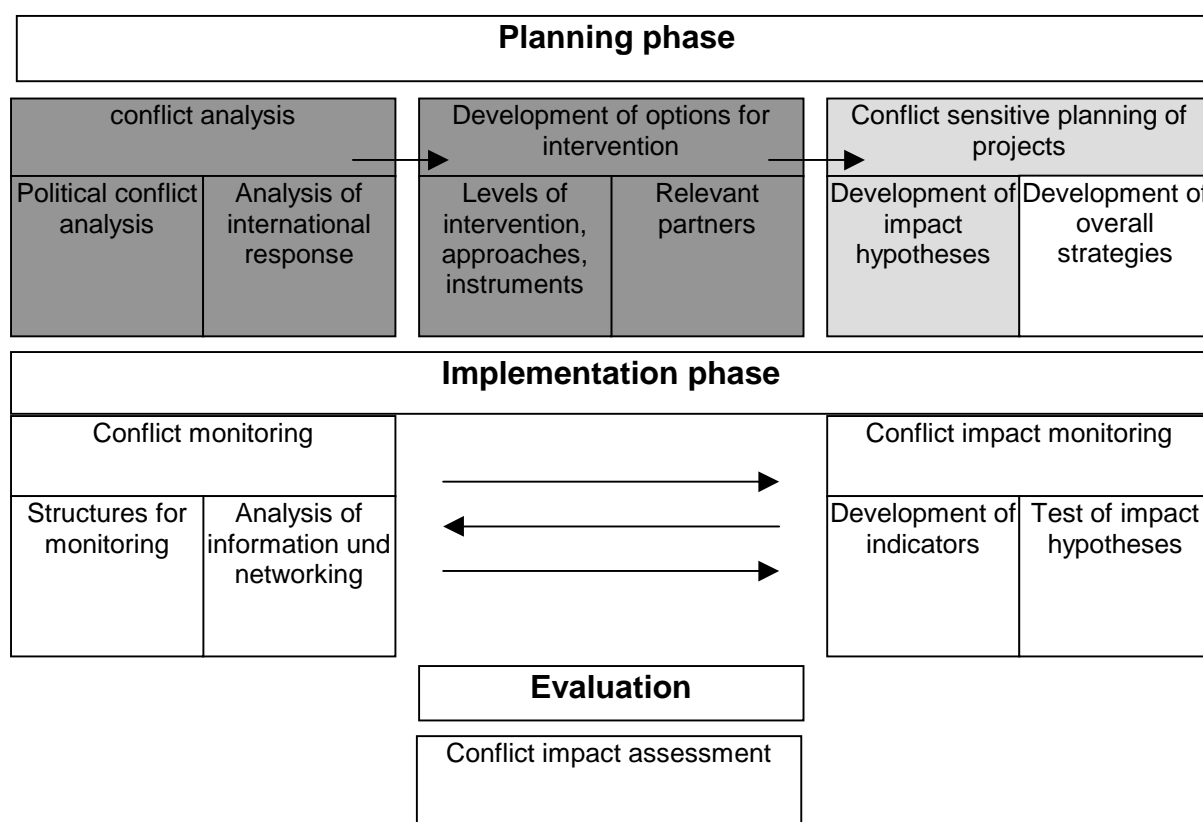 Planning phase
conflict analysis
Political conflict
analysis
Analysis of
international
response
Development of options for
intervention
Levels of
intervention,
approaches,
instruments
Relevant
partners
Conflict sensitive planning of
projects
Development of
impact
hypotheses
Development of
overall
strategies
Implementation phase
Conflict monitoring
Structures for
monitoring
Analysis of
information und
networking
Conflict impact monitoring
Development of
indicators
Test of impact
hypotheses
Evaluation
Conflict impact assessment